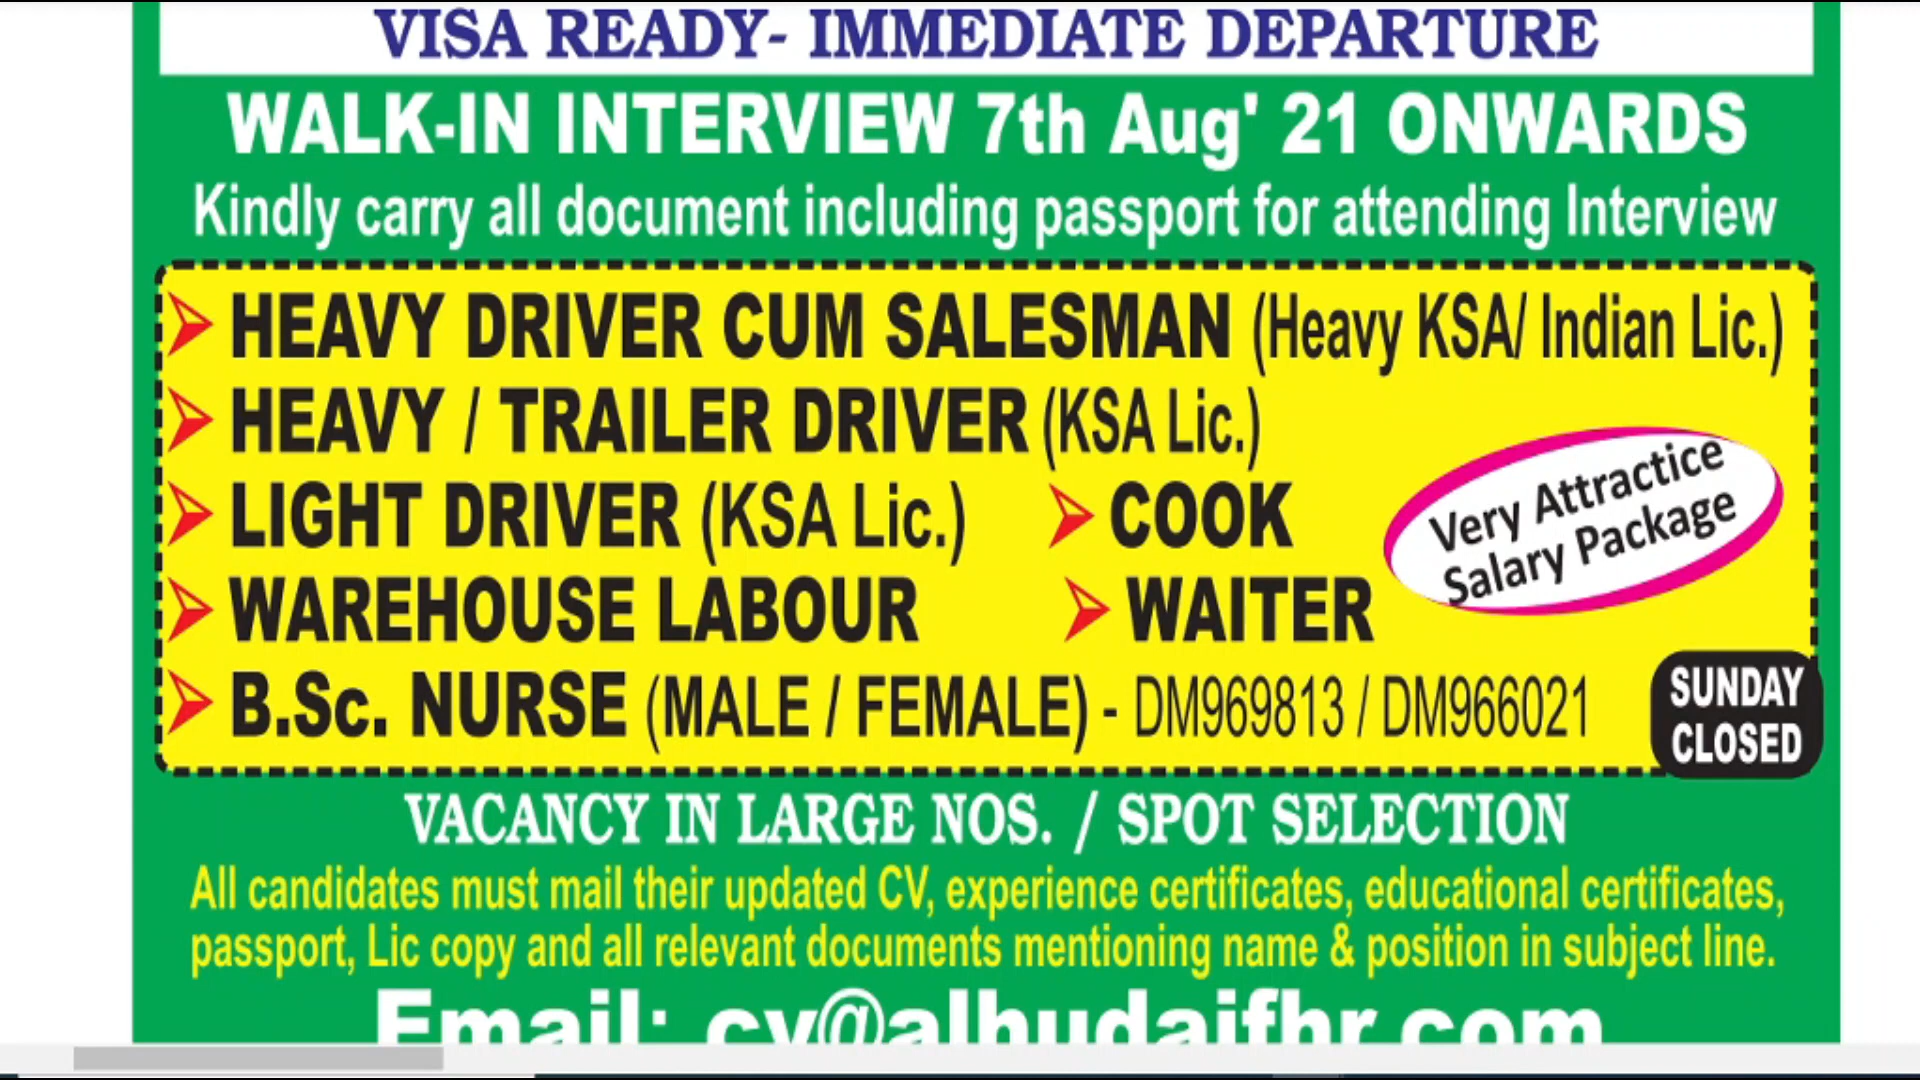 VISA READY- IMMEDIATE DEPARTURE
WALK-IN INTERVIEW 7th Aug' 21 ONWARDS
Kindly carry all document including passport for attending Interview
HEAVY DRIVER CUM SALESMAN (Heavy KSA/ Indian Lic.)
HEAVY / TRAILER DRIVER (KSA Lic.)
LIGHT DRIVER (KSA Lic.) COOK
WAREHOUSE LABOUR WAITER
Very Attractice
Salary Package
B.Sc. NURSE (MALE / FEMALE) - DM969813 / DM966021
SUNDAY
CLOSED
VACANCY IN LARGE NOS. / SPOT SELECTION
All candidates must mail their updated CV, experience certificates, educational certificates,
passport, Lic copy and all relevant documents mentioning name & position in subject line.
Email: cv@alhudaifhr.com